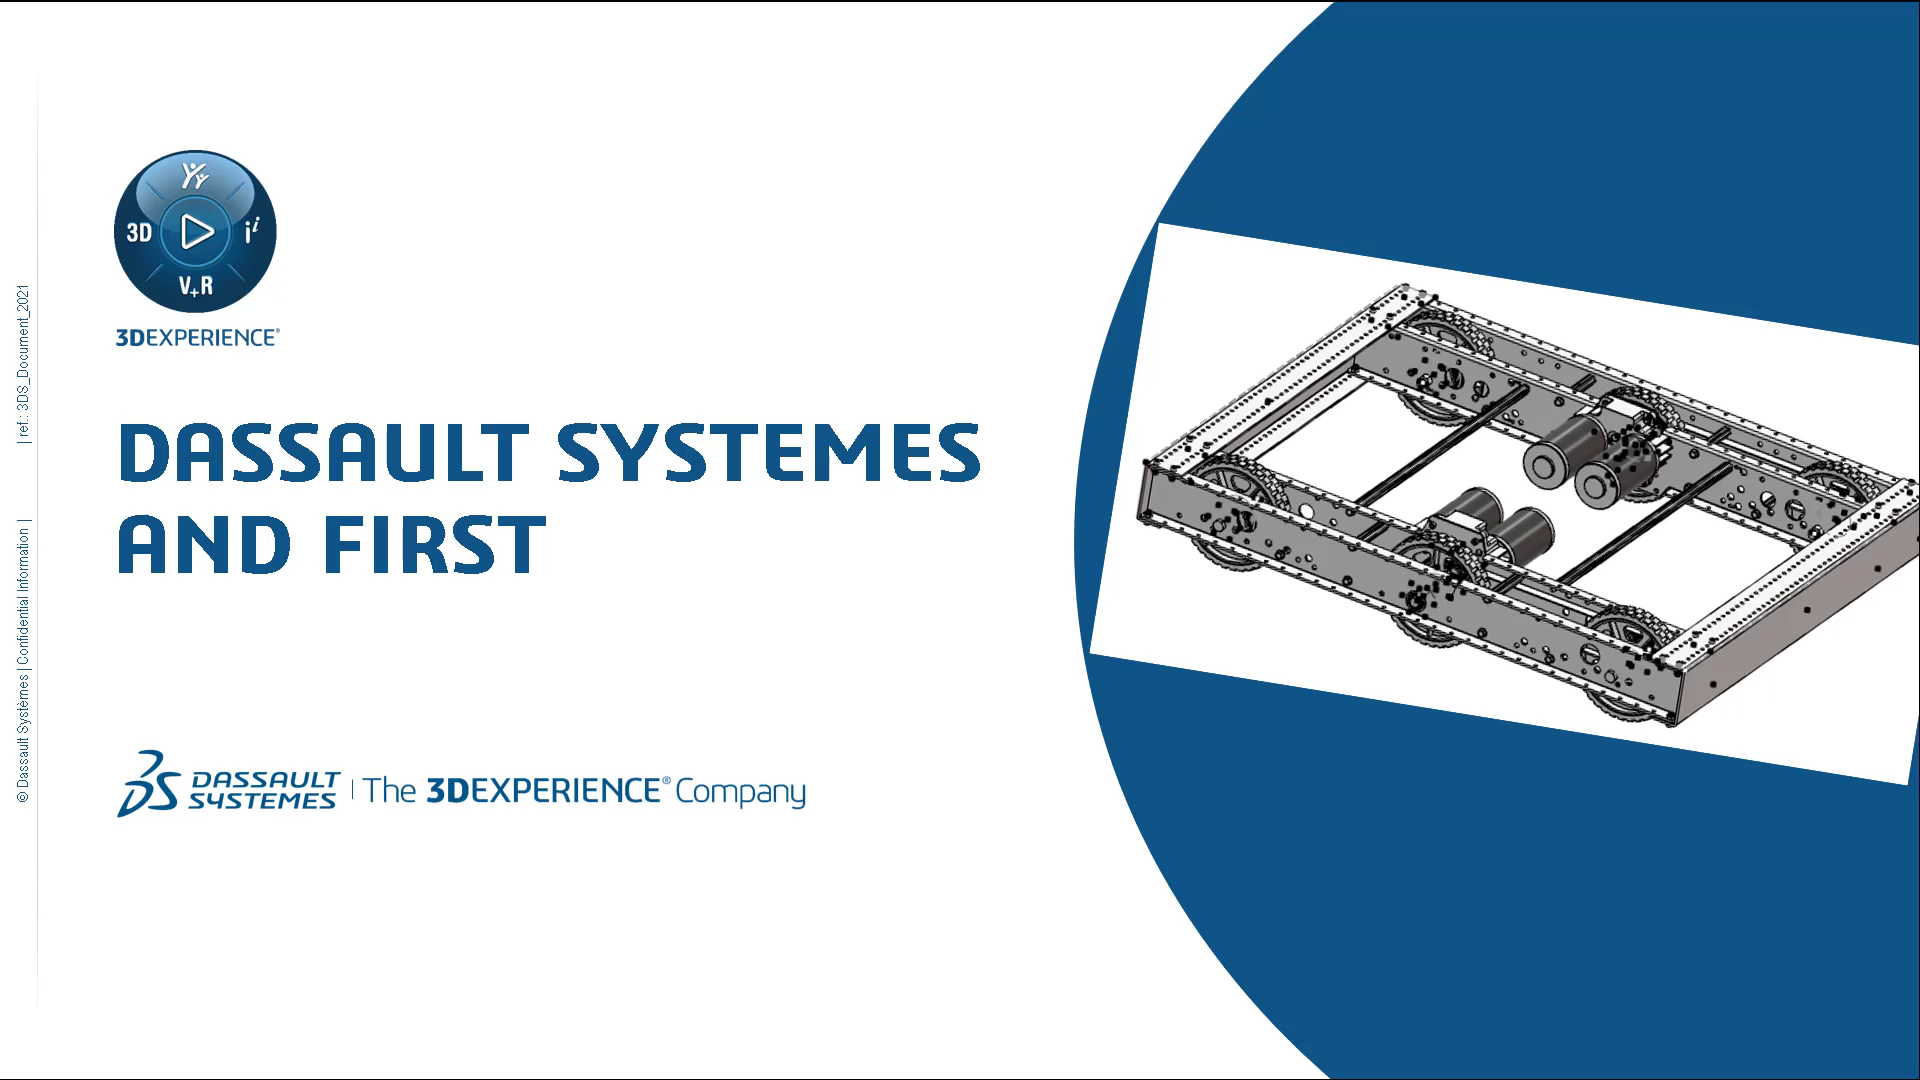 3D
V+R
3DEXPERIENCE®
DASSAULT SYSTEMES
AND FIRST
DASSAULT
SYSTEMES | The 3DEXPERIENCE® Company
© Dassault Systèmes | Confidential Information | | ref.: 3DS_Document_2021